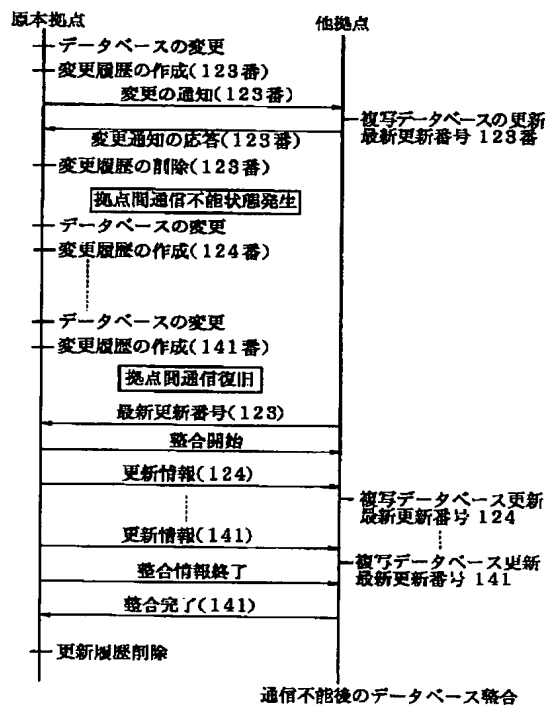 原本拠点
他拠点
データベースの変更
変更履歴の作成(123番)
変更の通知(123番)
複写データベースの更新
最新更新番号 123番
変更通知の応答(123番)
変更履歴の削除(123番)
拠点間通信不能状態発生
データベースの変更
変更履歴の作成(124番)
データベースの変更
変更履歴の作成(141番)
拠点間通信復旧
最新更新番号(123)
整合開始
更新情報(124)
複写データベース更新
最新更新番号 124
更新情報(141)
複写データベース更新
最新更新番号 141
整合情報終了
整合完了(141)
更新履歴削除
通信不能後のデータベース整合